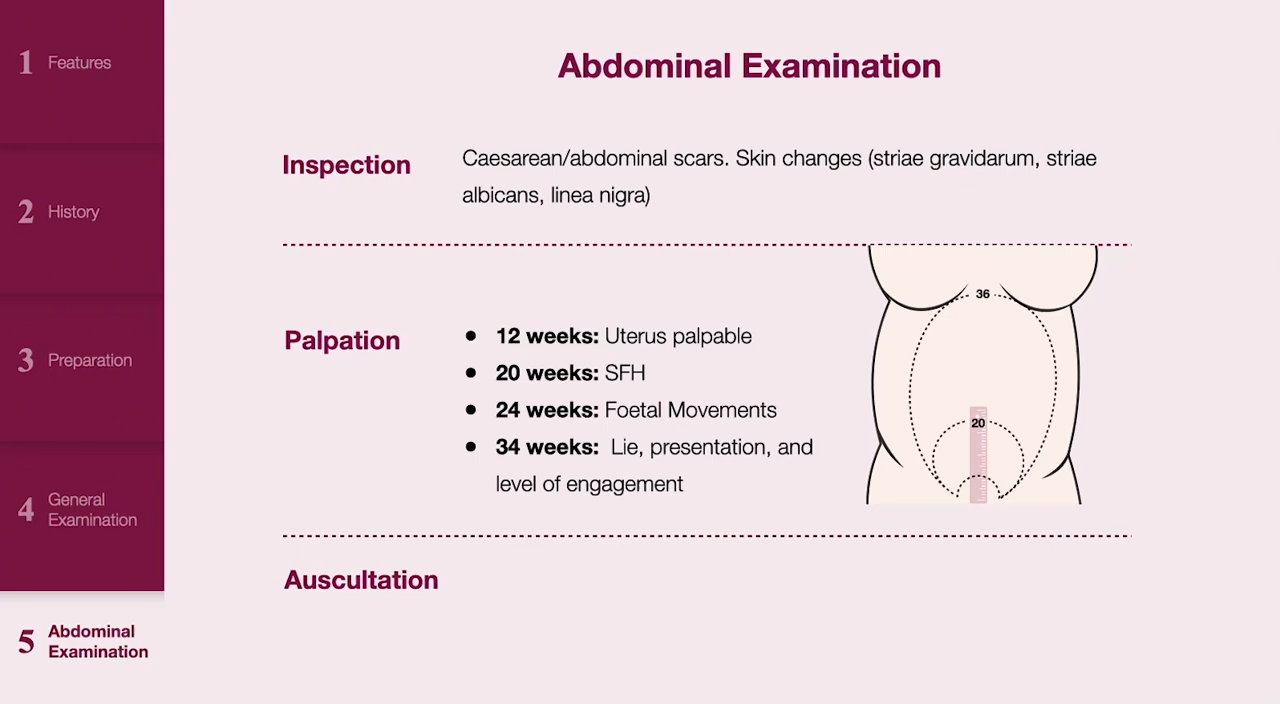 1 Features
2 History
3 Preparation
4 General
Examination
5 Abdominal
Examination
Abdominal Examination
Inspection
Caesarean/abdominal scars. Skin changes (striae gravidarum, striae
albicans, linea nigra)
Palpation
● 12 weeks: Uterus palpable
● 20 weeks: SFH
● 24 weeks: Foetal Movements
● 34 weeks: Lie, presentation, and
level of engagement
36
20
Auscultation